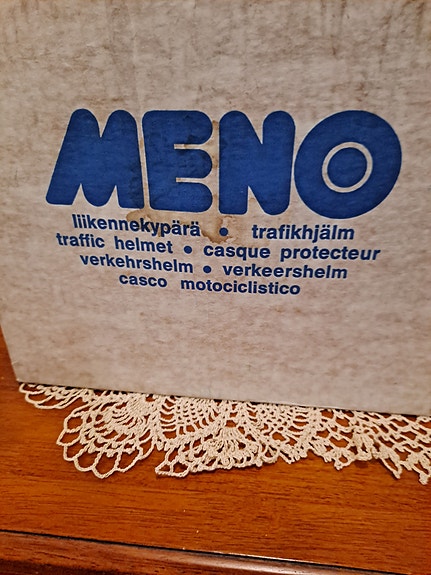 MENO
liikennekypärä • trafikhjälm
traffic helmet • casque protecteur
verkehrshelm • verkeershelm
casco motociclistico